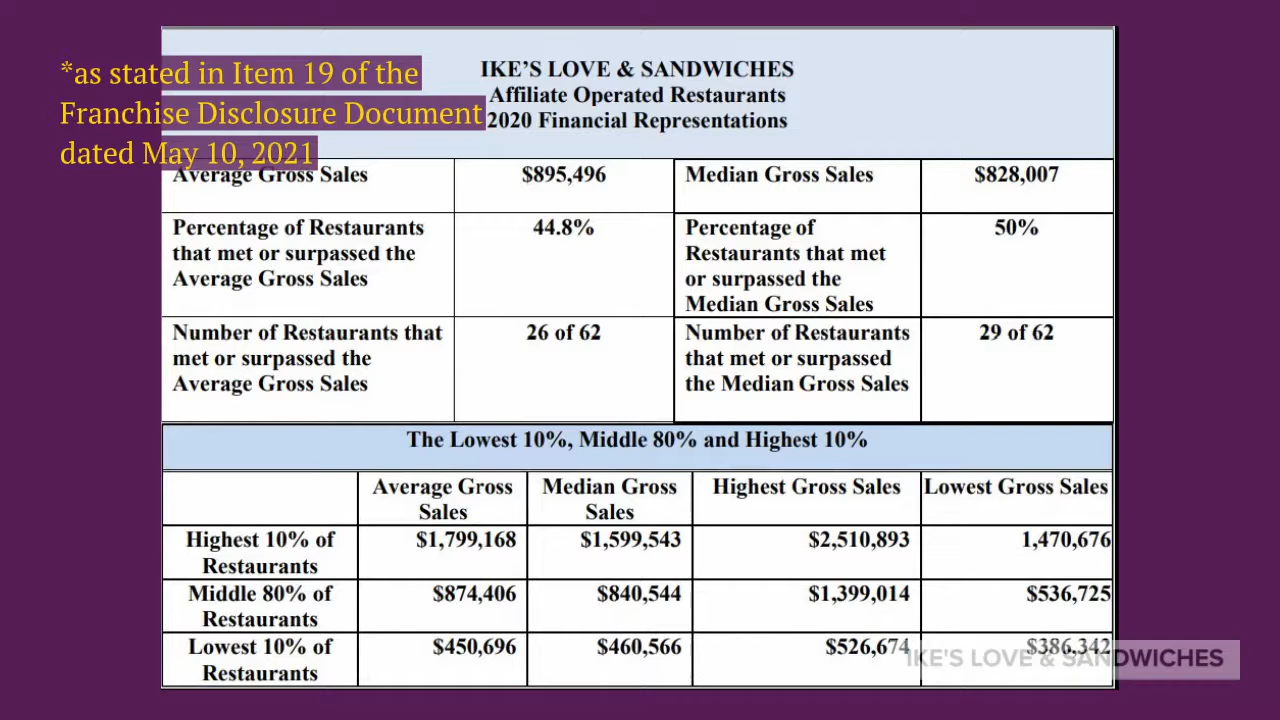 *as stated in Item 19 of the
Franchise Disclosure Document
dated May 10, 2021
IKE'S LOVE & SANDWICHES
Affiliate Operated Restaurants
2020 Financial Representations
Average Gross Sales
$895,496
Median Gross Sales
$828,007
Percentage of Restaurants
that met or surpassed the
Average Gross Sales
44.8%
Percentage of
Restaurants that met
or surpassed the
Median Gross Sales
50%
Number of Restaurants that
met or surpassed the
Average Gross Sales
26 of 62
Number of Restaurants
that met or surpassed
the Median Gross Sales
29 of 62
The Lowest 10%, Middle 80% and Highest 10%
Average Gross
Sales
Median Gross
Sales
Highest Gross Sales
Lowest Gross Sales
Highest 10% of
Restaurants
$1,799,168
$1,599,543
$2,510,893
1,470,676
Middle 80% of
Restaurants
$874,406
$840,544
$1,399,014
$536,725
Lowest 10% of
Restaurants
$450,696
$460,566
$526,674
$386,342
IKE'S LOVE & SANDWICHES